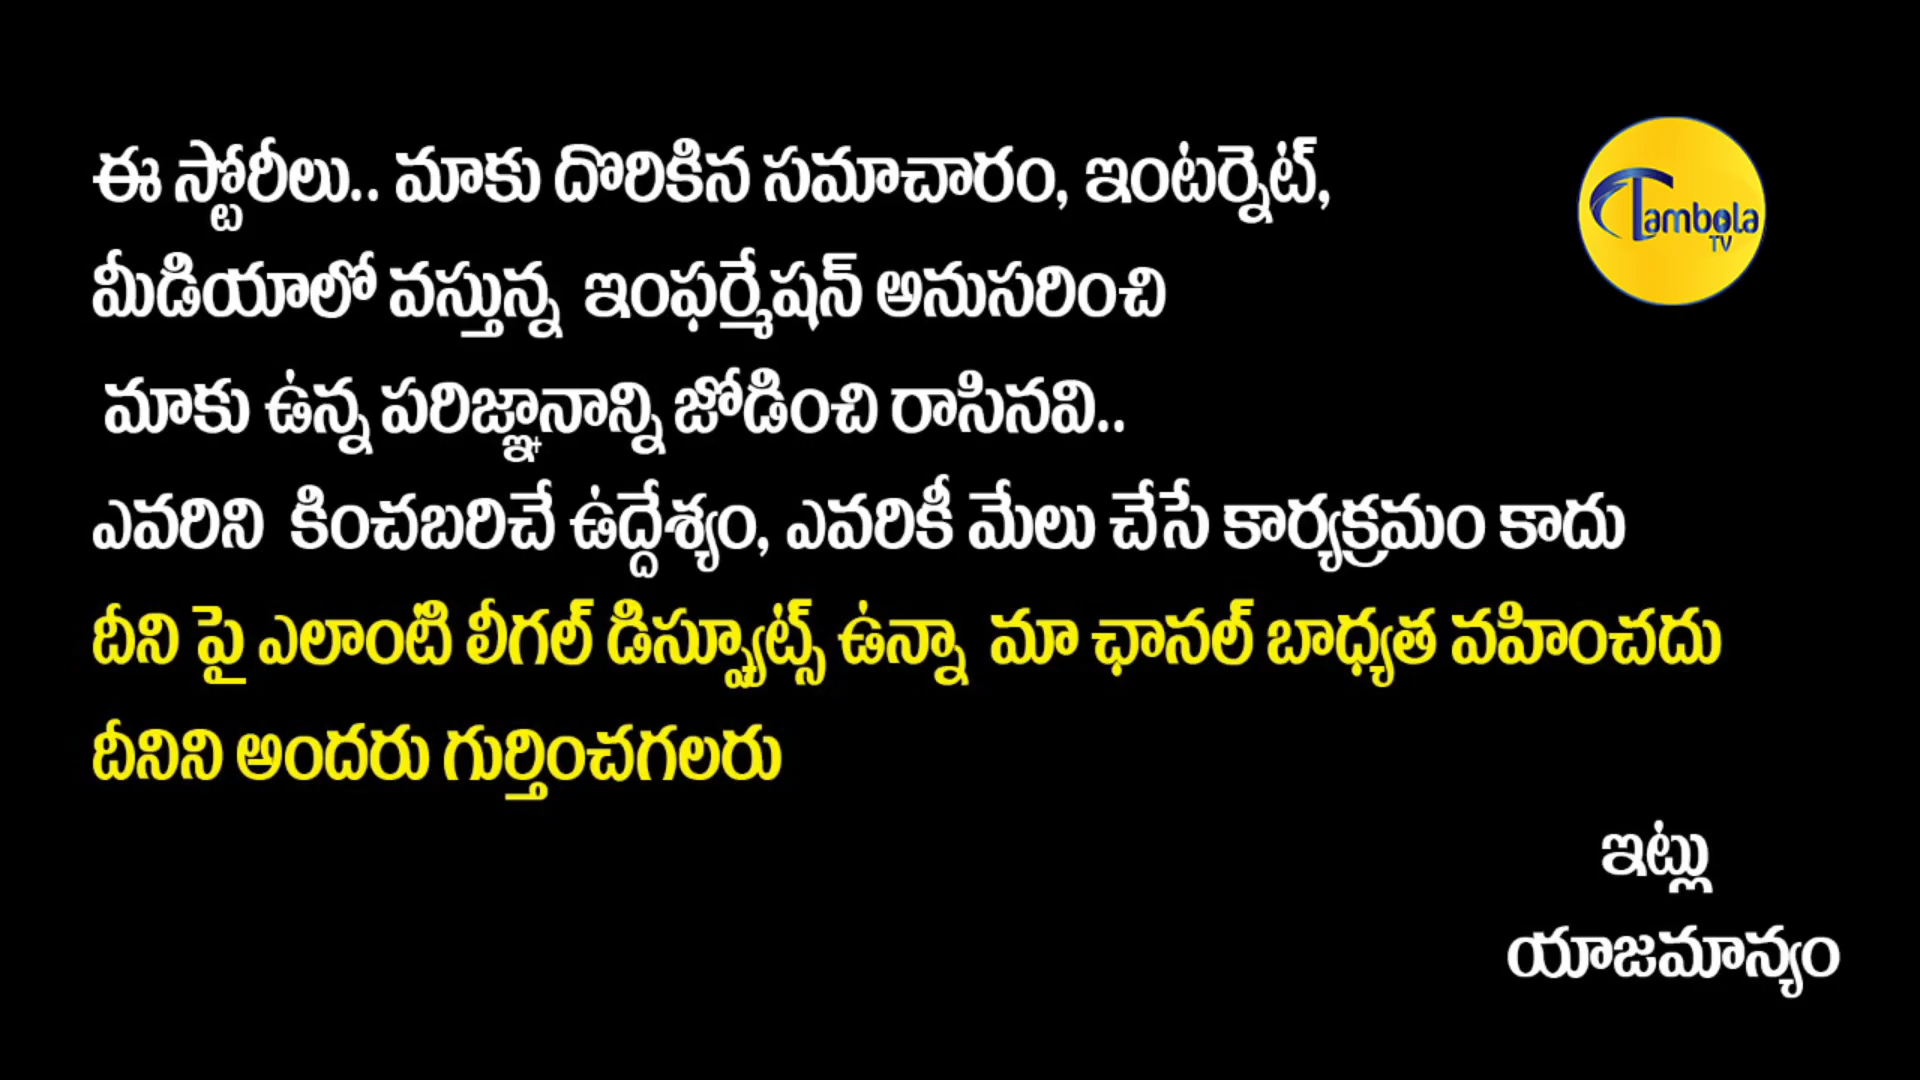 ఈ స్టోరీలు.. మాకు దొరికిన సమాచారం, ఇంటర్నెట్,
Tambola
TV
మీడియాలో వస్తున్న ఇంఫర్మేషన్ అనుసరించి
మాకు ఉన్న పరిజ్ఞానాన్ని జోడించి రాసినవి..
ఎవరిని కించబరిచే ఉద్దేశ్యం, ఎవరికీ మేలు చేసే కార్యక్రమం కాదు
దీని పై ఎలాంటి లీగల్ డిస్ప్యూట్స్ ఉన్నా మా ఛానల్ బాధ్యత వహించదు
దీనిని అందరు గుర్తించగలరు
ఇట్లు
యాజమాన్యం